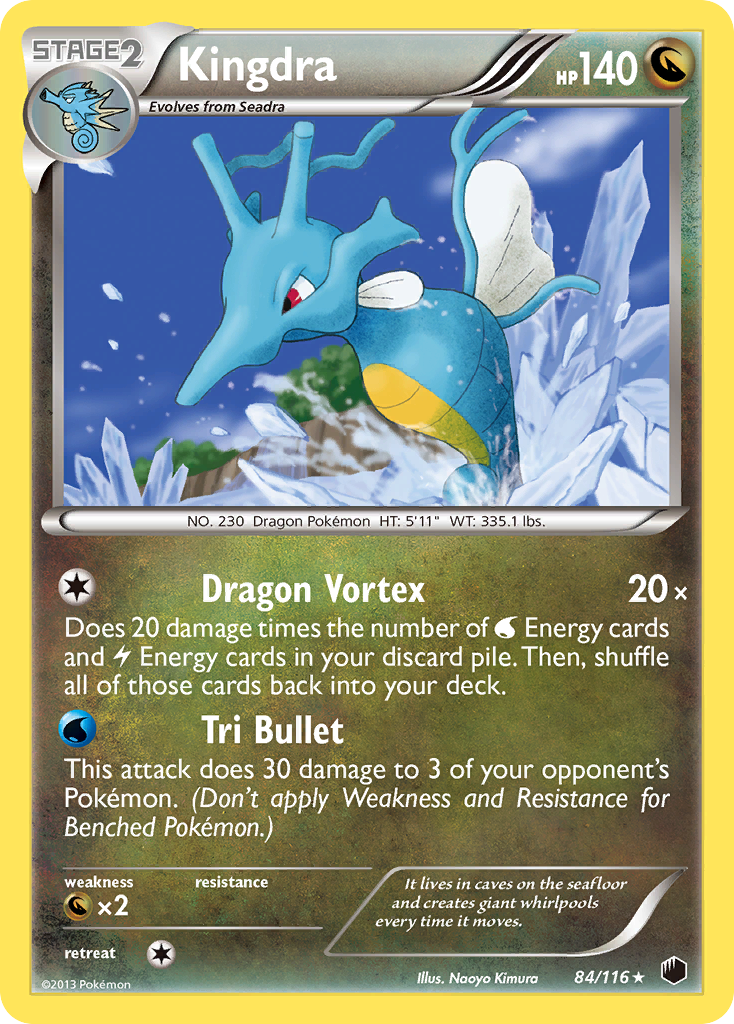 STAGE2
Kingdra
HP140
Evolves from Seadra
NO. 230 Dragon Pokémon HT: 5'11" WT: 335.1 lbs.
Dragon Vortex 20×
Does 20 damage times the number of Energy cards
and Energy cards in your discard pile. Then, shuffle
all of those cards back into your deck.
Tri Bullet
This attack does 30 damage to 3 of your opponent's
Pokémon. (Don't apply Weakness and Resistance for
Benched Pokémon.)
weakness resistance
×2
It lives in caves on the seafloor
and creates giant whirlpools
every time it moves.
retreat
©2013 Pokémon
Illus. Naoyo Kimura
84/116★